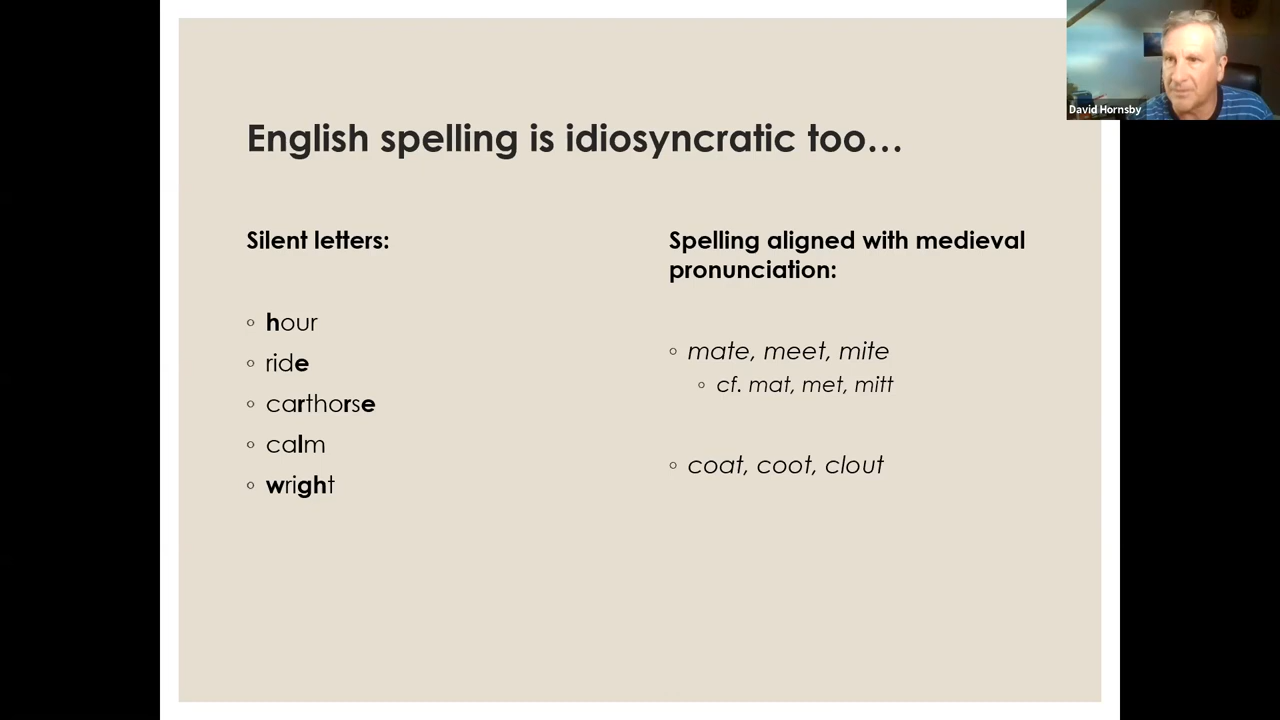 English spelling is idiosyncratic too…
Silent letters:
hour
ride
carthorse
calm
wright
Spelling aligned with medieval
pronunciation:
mate, meet, mite
cf. mat, met, mitt
coat, coot, clout
David Hornsby